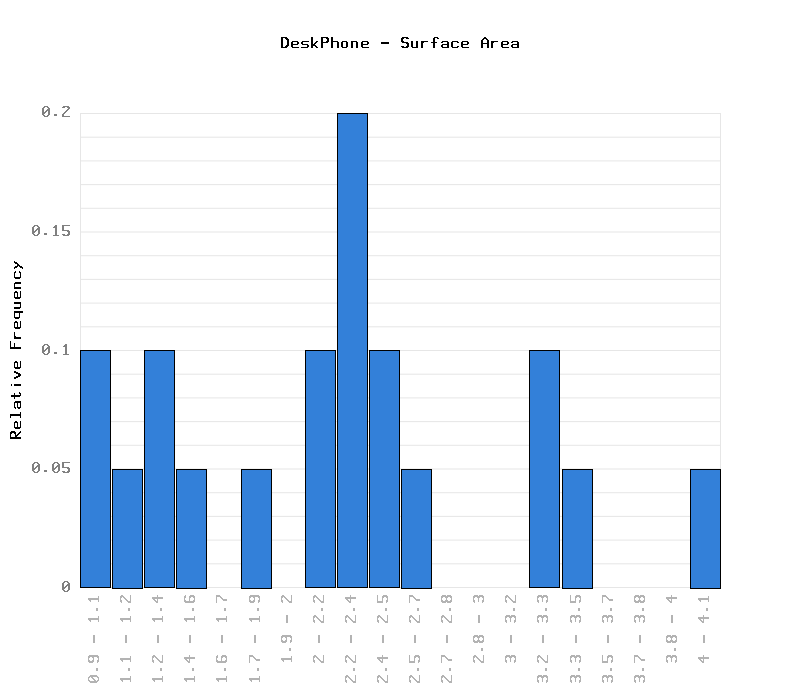 DeskPhone - Surface Area
0.2
0.15
0.1
0.05
0
Relative Frequency
0.9 - 1.1
1.1 - 1.2
1.2 - 1.4
1.4 - 1.6
1.6 - 1.7
1.7 - 1.9
1.9 - 2
2 - 2.2
2.2 - 2.4
2.4 - 2.5
2.5 - 2.7
2.7 - 2.8
2.8 - 3
3 - 3.2
3.2 - 3.3
3.3 - 3.5
3.5 - 3.7
3.7 - 3.8
3.8 - 4
4 - 4.1